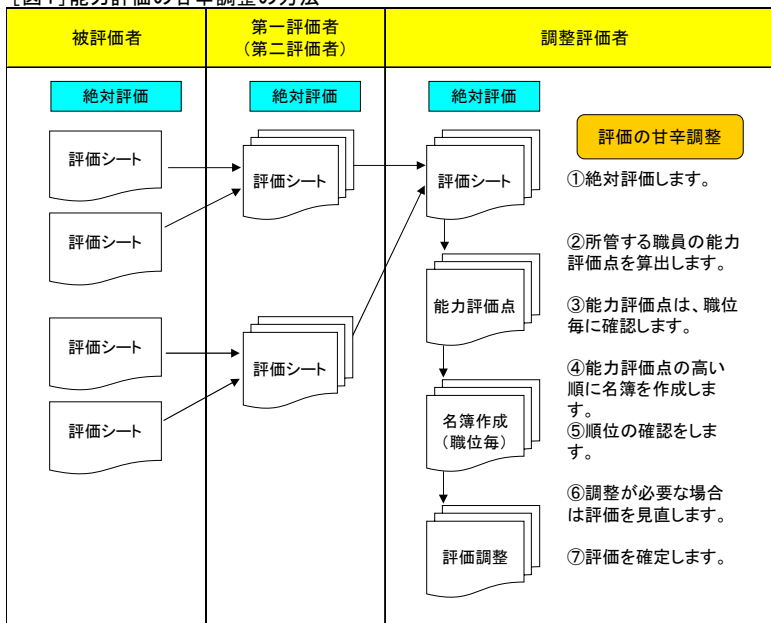 [図1]能力評価の甘辛調整の方法
被評価者
第一評価者
（第二評価者）
調整評価者
絶対評価
絶対評価
絶対評価
評価の甘辛調整
評価シート
評価シート
評価シート
評価シート
評価シート
評価シート
評価シート
能力評価点
名簿作成
（職位毎）
評価調整
①絶対評価します。
②所管する職員の能力
評価点を算出します。
③能力評価点は、職位
毎に確認します。
④能力評価点の高い
順に名簿を作成しま
す。
⑤順位の確認をしま
す。
⑥調整が必要な場合
は評価を見直します。
⑦評価を確定します。